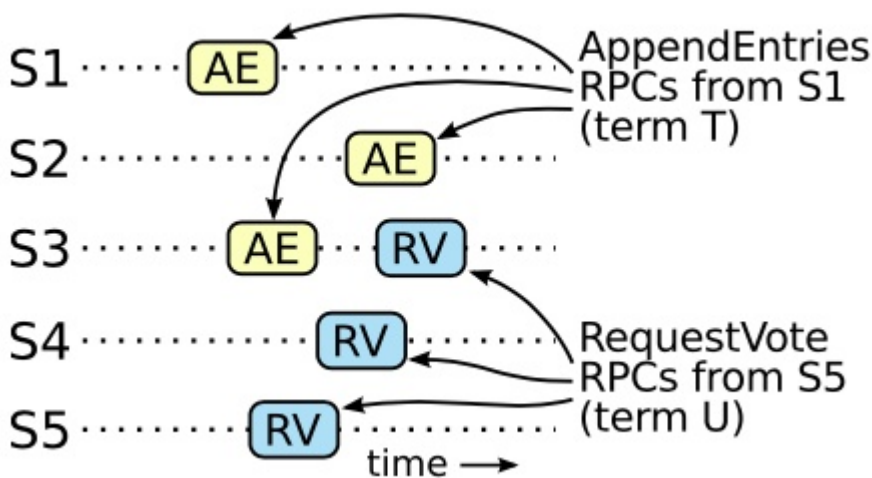 S1 AE AppendEntries
RPCs from S1
(term T)
S2 AE
S3 AE RV
S4 RV RequestVote
RPCs from S5
(term U)
S5 RV
time